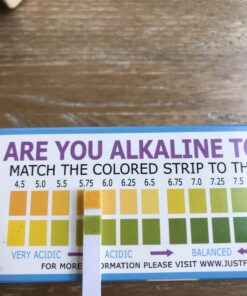 ARE YOU ALKALINE TO
MATCH THE COLORED STRIP TO TH
4.5 5.0 5.5 5.75 6.0 6.25 6.5 6.75 7.0 7.25 7.5
VERY ACIDIC ACIDIC BALANCED
FOR MORE INFORMATION PLEASE VISIT WWW.JUSTF